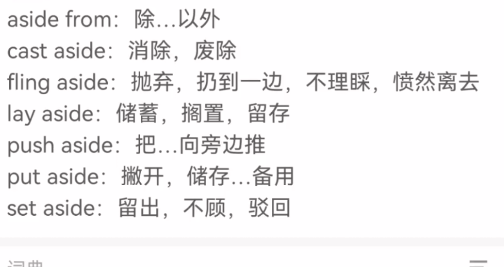 aside from：除…以外
cast aside：消除，废除
fling aside：抛弃，扔到一边，不理睬，愤然离去
lay aside：储蓄，搁置，留存
push aside：把…向旁边推
put aside：撇开，储存…备用
set aside：留出，不顾，驳回
词典